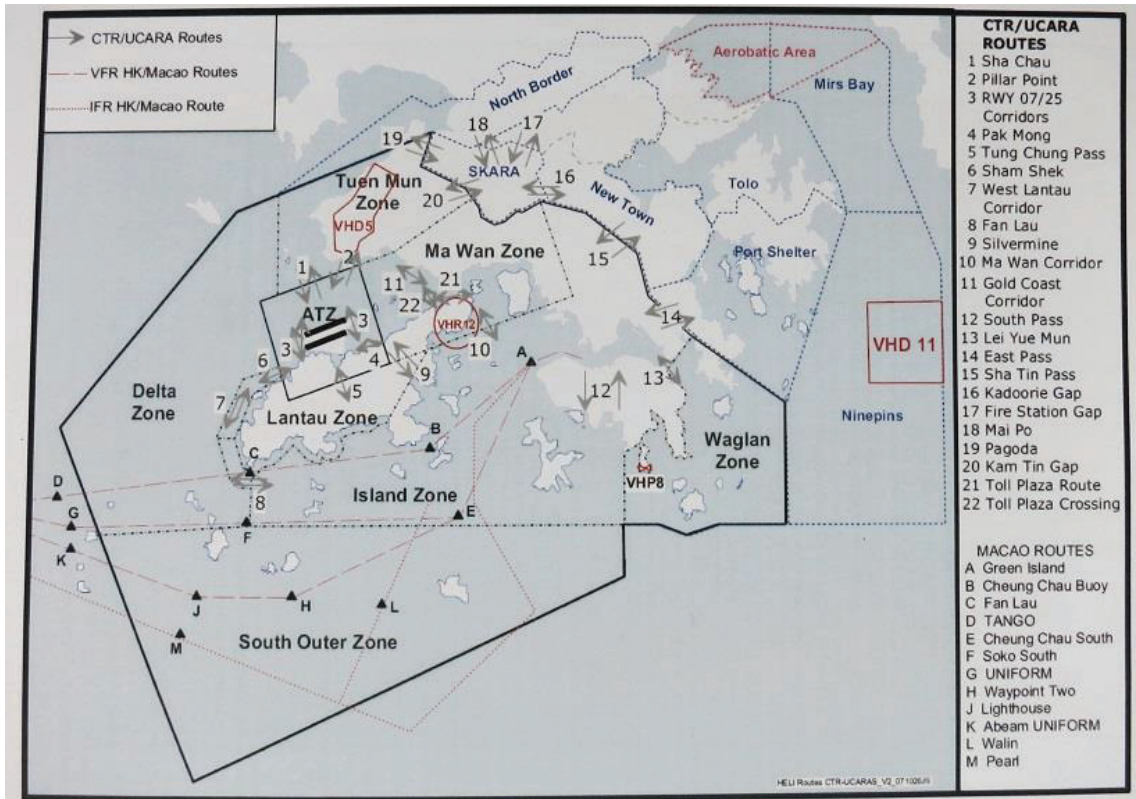 CTR/UCARA Routes
VFR HK/Macao Routes
IFR HK/Macao Route
Aerobatic Area
North Border
Mirs Bay
19
18
17
SKARA
Tuen Mun
Zone
20
16
New Town
Tolo
VHD5
Ma Wan Zone
15
Port Shelter
2
1
11
21
22
ATZ
3
VHR12
14
VHD 11
3
4
10
A
6
9
13
5
12
7
Delta
Zone
Lantau Zone
Ninepins
B
Waglan
Zone
C
VHP8
D
8
Island Zone
G
F
E
K
J
H
L
South Outer Zone
M
HELI Routes CTR-UCARAS_V2_071026/6
CTR/UCARA
ROUTES
1 Sha Chau
2 Pillar Point
3 RWY 07/25
Corridors
4 Pak Mong
5 Tung Chung Pass
6 Sham Shek
7 West Lantau
Corridor
8 Fan Lau
9 Silvermine
10 Ma Wan Corridor
11 Gold Coast
Corridor
12 South Pass
13 Lei Yue Mun
14 East Pass
15 Sha Tin Pass
16 Kadoorie Gap
17 Fire Station Gap
18 Mai Po
19 Pagoda
20 Kam Tin Gap
21 Toll Plaza Route
22 Toll Plaza Crossing
MACAO ROUTES
A Green Island
B Cheung Chau Buoy
C Fan Lau
D TANGO
E Cheung Chau South
F Soko South
G UNIFORM
H Waypoint Two
J Lighthouse
K Abeam UNIFORM
L Walin
M Pearl